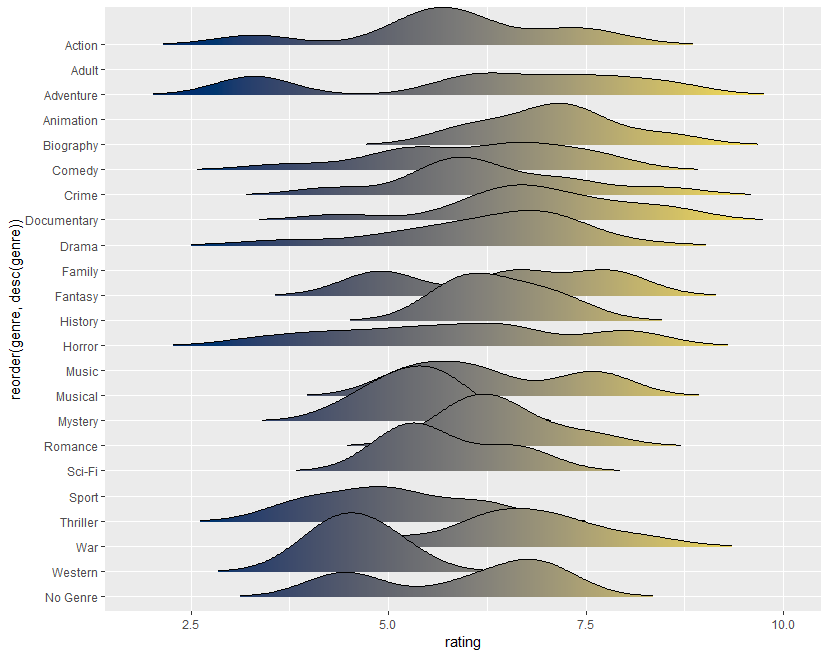 Action
Adult
Adventure
Animation
Biography
Comedy
Crime
Documentary
Drama
Family
Fantasy
History
Horror
Music
Musical
Mystery
Romance
Sci-Fi
Sport
Thriller
War
Western
No Genre
reorder(genre, desc(genre))
2.5 5.0 7.5 10.0
rating